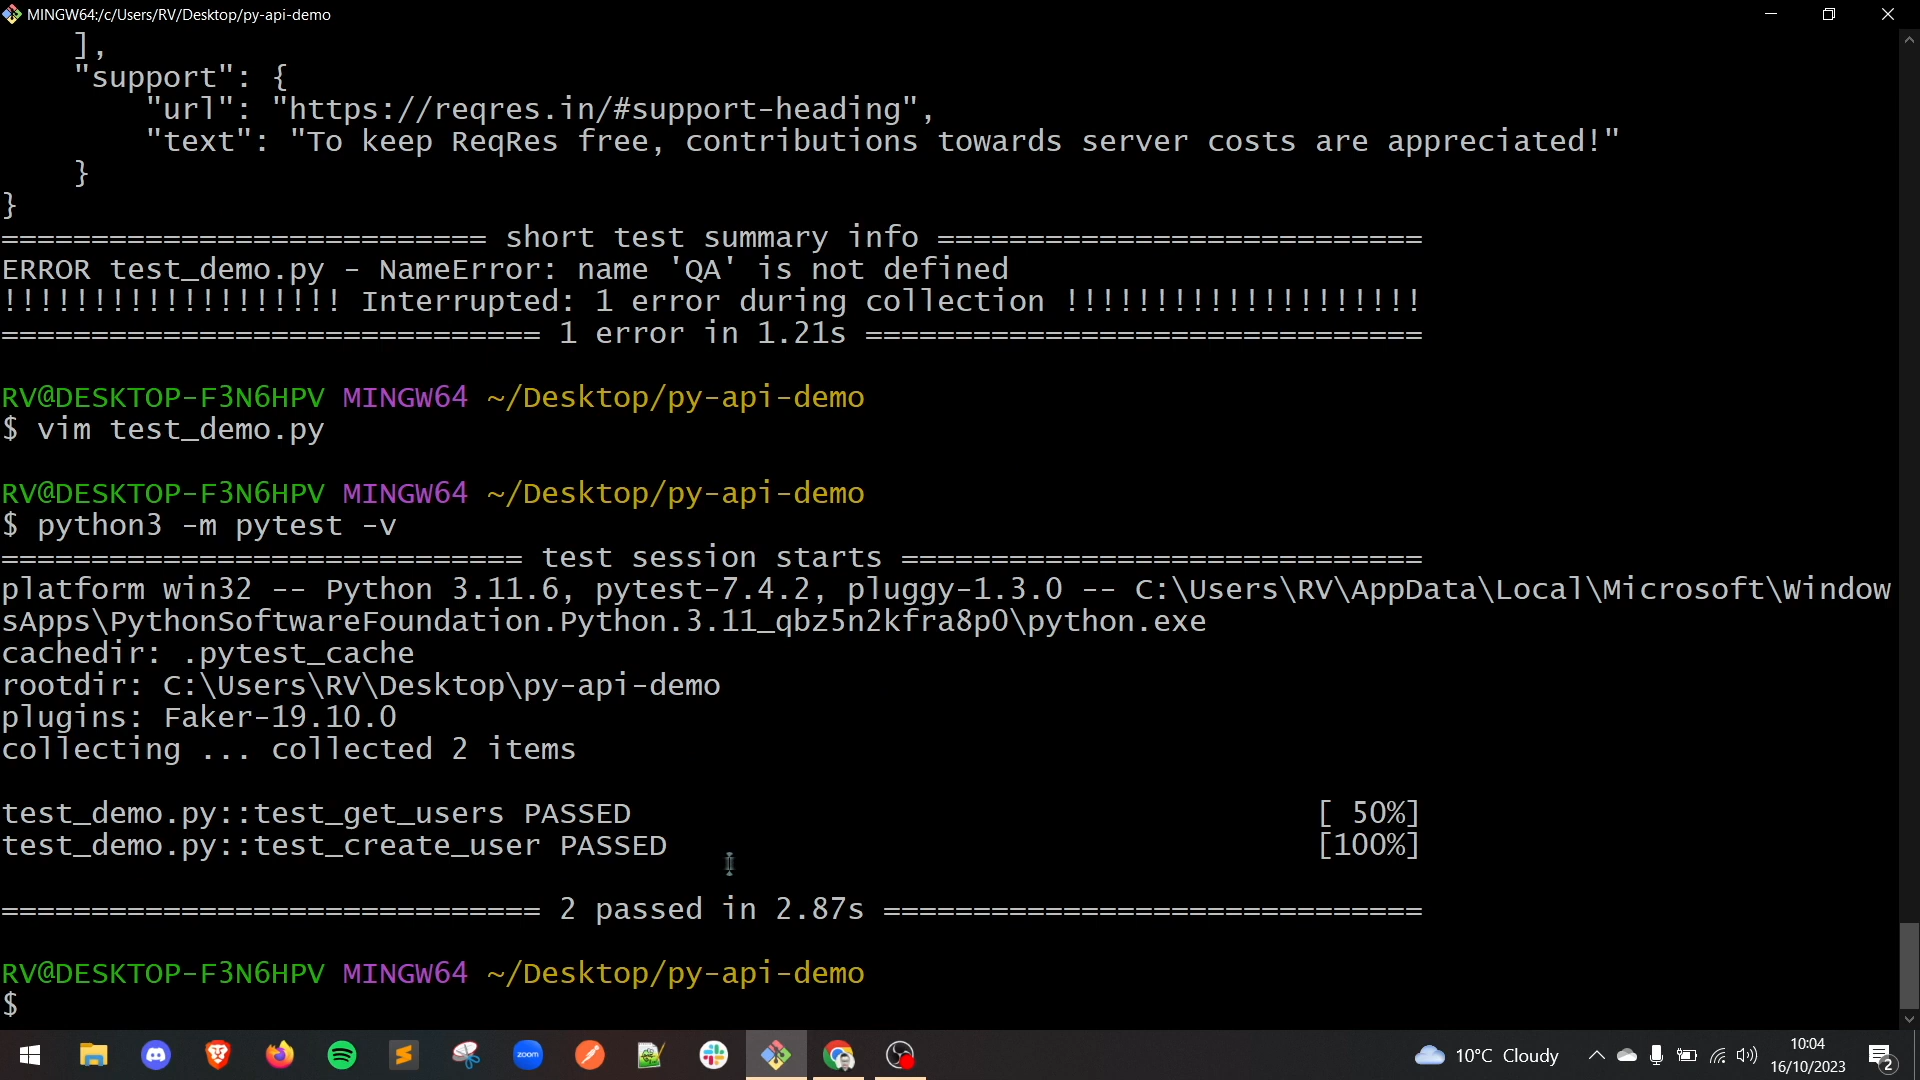 MINGW64:/c/Users/RV/Desktop/py-api-demo
],
"support": {
"url": "https://reqres.in/#support-heading",
"text": "To keep ReqRes free, contributions towards server costs are appreciated!"
}
}
=========================== short test summary info ===========================
ERROR test_demo.py - NameError: name 'QA' is not defined
!!!!!!!!!!!!!!!!!!! Interrupted: 1 error during collection !!!!!!!!!!!!!!!!!!!!
============================== 1 error in 1.21s ===============================
RV@DESKTOP-F3N6HPV MINGW64 ~/Desktop/py-api-demo
$ vim test_demo.py
RV@DESKTOP-F3N6HPV MINGW64 ~/Desktop/py-api-demo
$ python3 -m pytest -v
============================= test session starts =============================
platform win32 -- Python 3.11.6, pytest-7.4.2, pluggy-1.3.0 -- C:\Users\RV\AppData\Local\Microsoft\Window
sApps\PythonSoftwareFoundation.Python.3.11_qbz5n2kfra8p0\python.exe
cachedir: .pytest_cache
rootdir: C:\Users\RV\Desktop\py-api-demo
plugins: Faker-19.10.0
collecting ... collected 2 items
test_demo.py::test_get_users PASSED [ 50%]
test_demo.py::test_create_user PASSED [100%]
============================== 2 passed in 2.87s ==============================
RV@DESKTOP-F3N6HPV MINGW64 ~/Desktop/py-api-demo
$
zoom
10°C Cloudy
10:04
16/10/2023
2